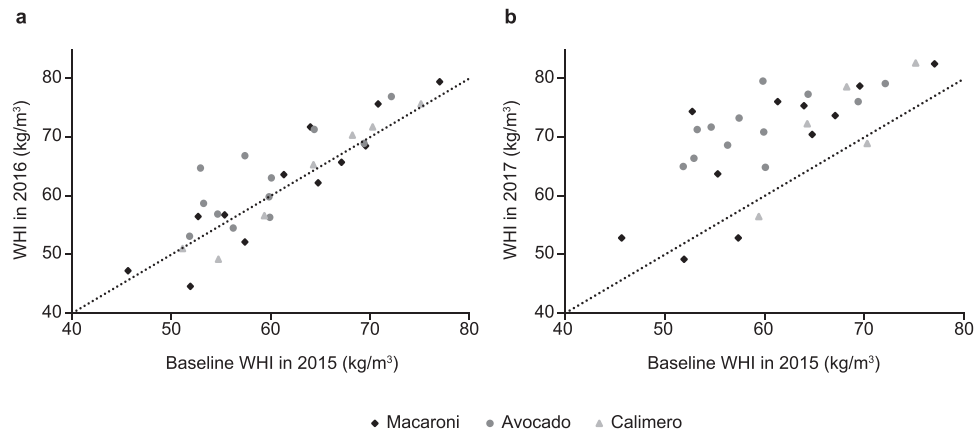 a
b
80
70
60
50
40
WHI in 2016 (kg/m³)
40 50 60 70 80
Baseline WHI in 2015 (kg/m³)
80
70
60
50
40
WHI in 2017 (kg/m³)
40 50 60 70 80
Baseline WHI in 2015 (kg/m³)
Macaroni Avocado Calimero